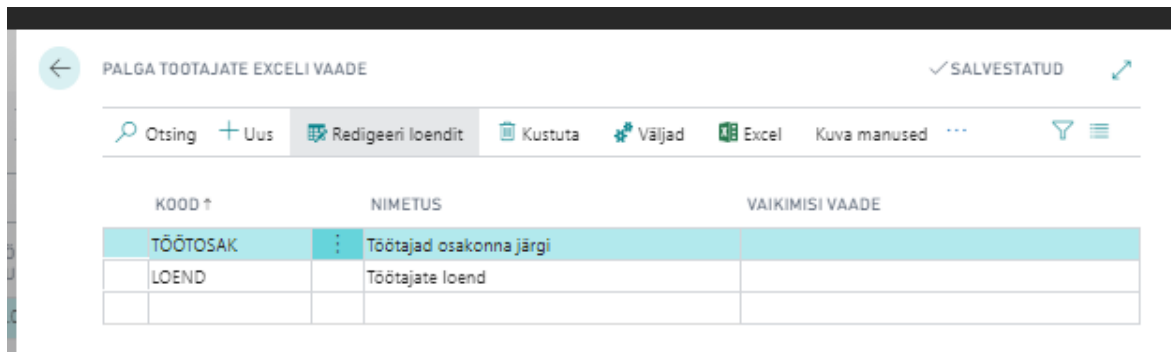 PALGA TÖÖTAJATE EXCELI VAADE
SALVESTATUD
Otsing Uus Redigeeri loendit Kustuta Väljad Excel Kuva manused ...
KOOD ↑ NIMETUS VAIKIMISI VAADE
TÖÖTOSAK Töötajad osakonna järgi
LOEND Töötajate loend